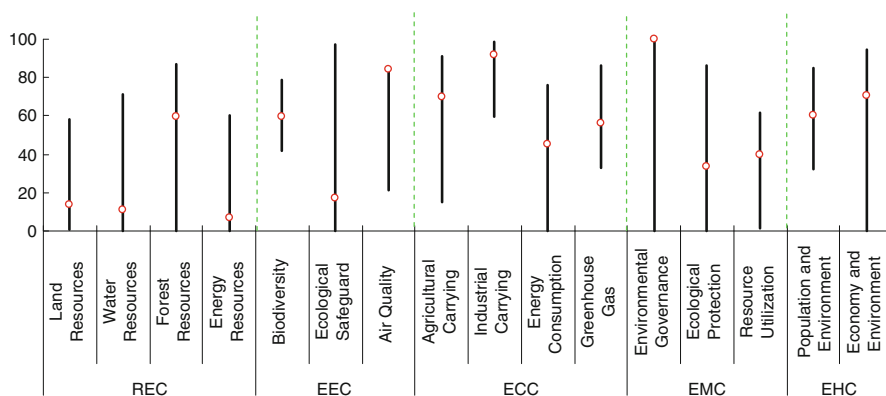 100
80
60
40
20
0
Land
Resources
Water
Resources
Forest
Resources
Energy
Resources
Biodiversity
Ecological
Safeguard
Air Quality
Agricultural
Carrying
Industrial
Carrying
Energy
Consumption
Greenhouse
Gas
Environmental
Governance
Ecological
Protection
Resource
Utilization
Population and
Environment
Economy and
Environment
REC
EEC
ECC
EMC
EHC